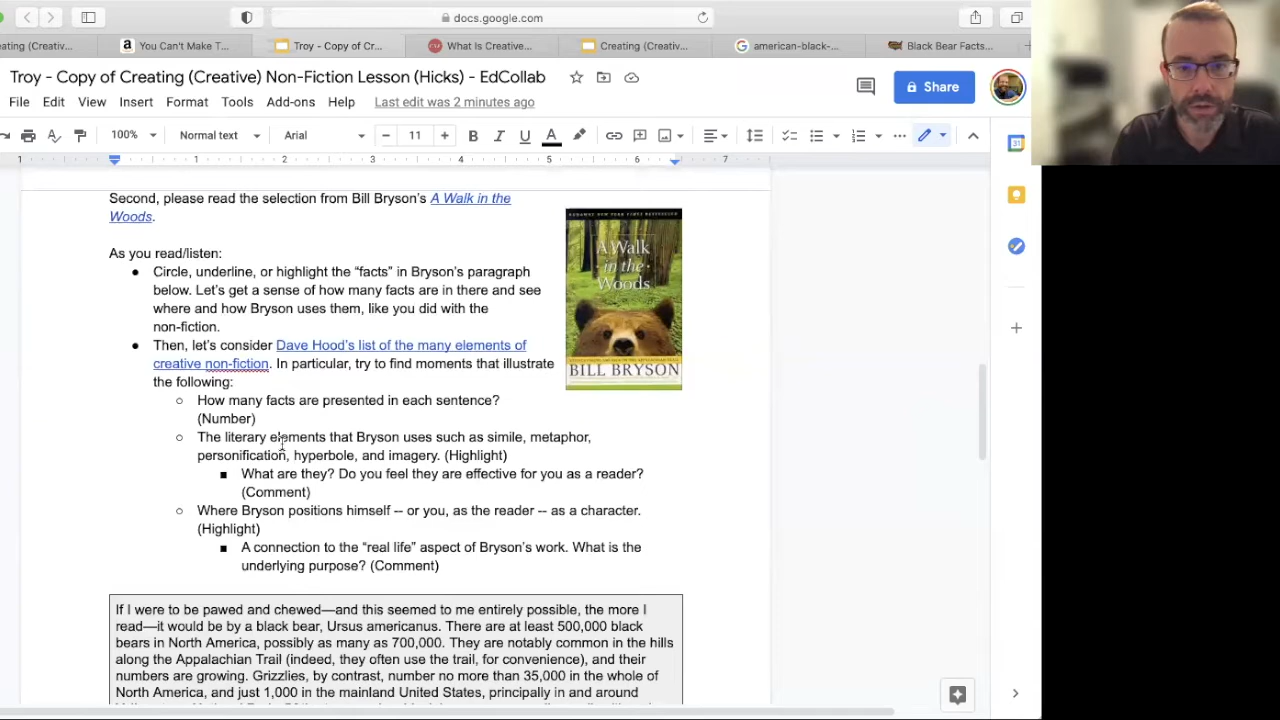 docs.google.com
eating (Creativ...
You Can't Make T...
Troy - Copy of Cr...
What Is Creative...
Creating (Creativ...
american-black-...
Black Bear Facts...
Troy - Copy of Creating (Creative) Non-Fiction Lesson (Hicks) - EdCollab
Share
File Edit View Insert Format Tools Add-ons Help Last edit was 2 minutes ago
100% Normal text Arial 11 B I U A
1 1 2 3 4 5 6 7
31
Second, please read the selection from Bill Bryson's A Walk in the
Woods.
A Walk
in the
Woods
BILL BRYSON
As you read/listen:
● Circle, underline, or highlight the "facts" in Bryson's paragraph
below. Let's get a sense of how many facts are in there and see
where and how Bryson uses them, like you did with the
non-fiction.
● Then, let's consider Dave Hood's list of the many elements of
creative non-fiction. In particular, try to find moments that illustrate
the following:
○ How many facts are presented in each sentence?
(Number)
○ The literary elements that Bryson uses such as simile, metaphor,
personification, hyperbole, and imagery. (Highlight)
■ What are they? Do you feel they are effective for you as a reader?
(Comment)
○ Where Bryson positions himself -- or you, as the reader -- as a character.
(Highlight)
■ A connection to the "real life" aspect of Bryson's work. What is the
underlying purpose? (Comment)
If I were to be pawed and chewed—and this seemed to me entirely possible, the more I
read—it would be by a black bear, Ursus americanus. There are at least 500,000 black
bears in North America, possibly as many as 700,000. They are notably common in the hills
along the Appalachian Trail (indeed, they often use the trail, for convenience), and their
numbers are growing. Grizzlies, by contrast, number no more than 35,000 in the whole of
North America, and just 1,000 in the mainland United States, principally in and around